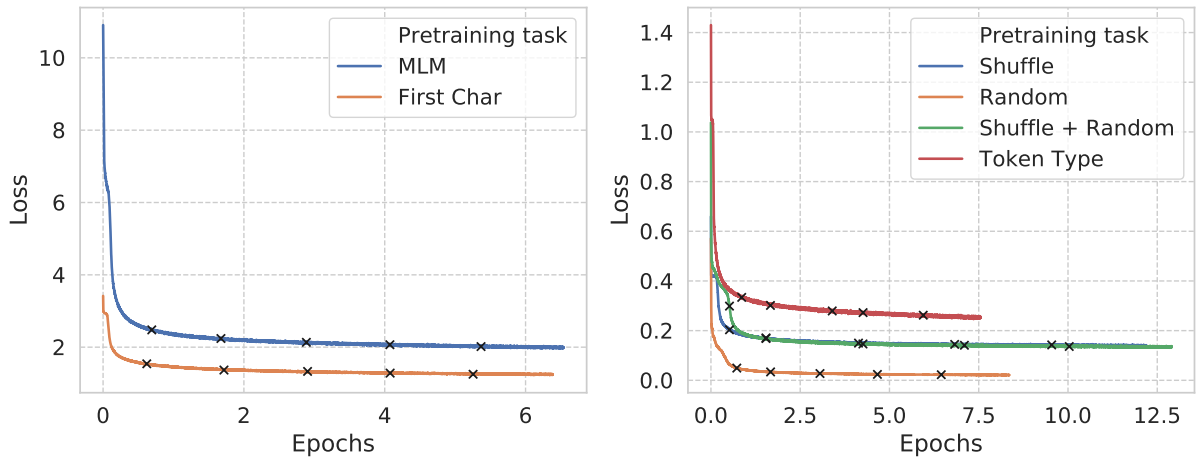 Pretraining task
MLM
First Char
10
8
6
4
2
Loss
0
2
4
6
Epochs
Pretraining task
Shuffle
Random
Shuffle + Random
Token Type
1.4
1.2
1.0
0.8
0.6
0.4
0.2
0.0
Loss
0.0
2.5
5.0
7.5
10.0
12.5
Epochs